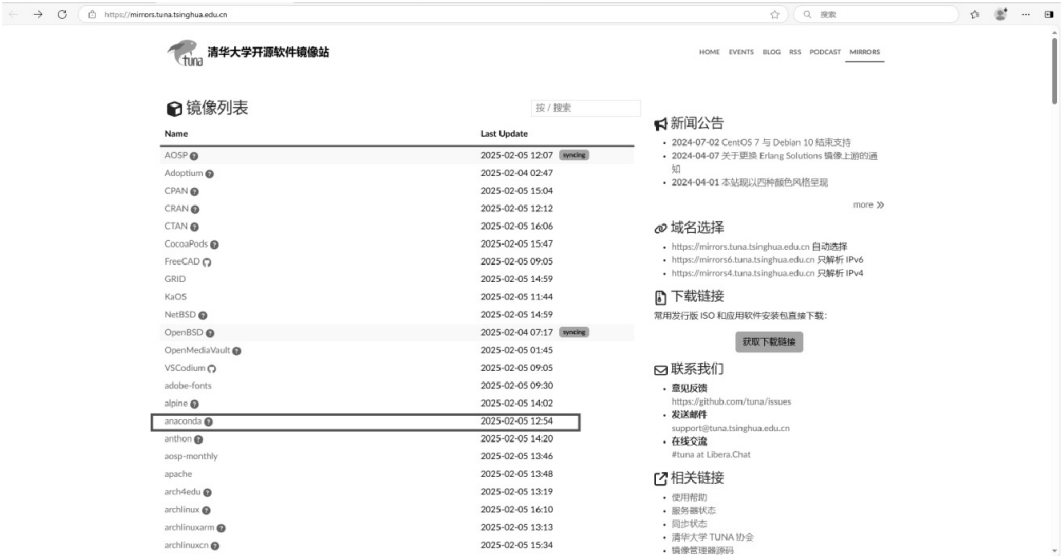 https://mirrors.tuna.tsinghua.edu.cn
搜索
tuna
清华大学开源软件镜像站
HOME EVENTS BLOG RSS PODCAST MIRRORS
镜像列表
按 / 搜索
Name Last Update
AOSP 2025-02-05 12:07 syncing
Adoptium 2025-02-04 02:47
CPAN 2025-02-05 15:04
CRAN 2025-02-05 12:12
CTAN 2025-02-05 16:06
CocoaPods 2025-02-05 15:47
FreeCAD 2025-02-05 09:05
GRID 2025-02-05 14:59
KaOS 2025-02-05 11:44
NetBSD 2025-02-05 14:59
OpenBSD 2025-02-04 07:17 syncing
OpenMediaVault 2025-02-05 01:45
VSCodium 2025-02-05 09:05
adobe-fonts 2025-02-05 09:30
alpine 2025-02-05 14:02
anaconda 2025-02-05 12:54
anthon 2025-02-05 14:20
aosp-monthly 2025-02-05 13:46
apache 2025-02-05 13:48
arch4edu 2025-02-05 13:19
archlinux 2025-02-05 16:10
archlinuxarm 2025-02-05 13:13
archlinuxcn 2025-02-05 15:34
新闻公告
2024-07-02 CentOS 7 与 Debian 10 结束支持
2024-04-07 关于更换 Erlang Solutions 镜像上游的通
知
2024-04-01 本站现以四种颜色风格呈现
more
域名选择
https://mirrors.tuna.tsinghua.edu.cn 自动选择
https://mirrors6.tuna.tsinghua.edu.cn 只解析 IPv6
https://mirrors4.tuna.tsinghua.edu.cn 只解析 IPv4
下载链接
常用发行版 ISO 和应用软件安装包直接下载:
获取下载链接
联系我们
意见反馈
https://github.com/tuna/issues
发送邮件
support@tuna.tsinghua.edu.cn
在线交流
#tuna at Libera.Chat
相关链接
使用帮助
服务器状态
同步状态
清华大学 TUNA 协会
镜像管理器源码